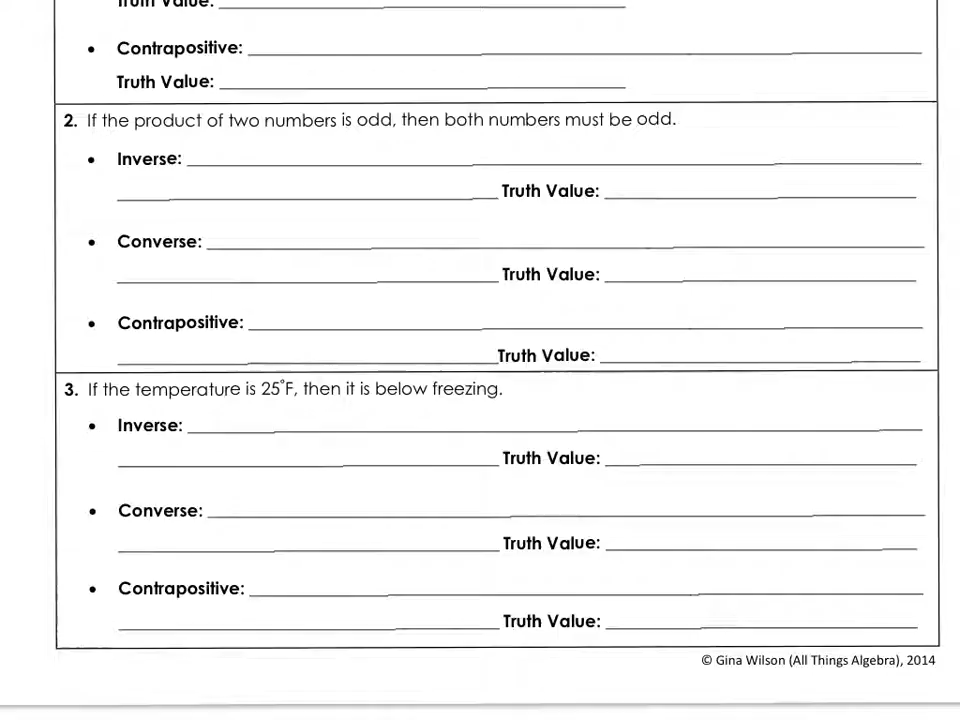 Truth Value:
• Contrapositive:
Truth Value:
2. If the product of two numbers is odd, then both numbers must be odd.
• Inverse:
Truth Value:
• Converse:
Truth Value:
• Contrapositive:
Truth Value:
3. If the temperature is 25°F, then it is below freezing.
• Inverse:
Truth Value:
• Converse:
Truth Value:
• Contrapositive:
Truth Value:
© Gina Wilson (All Things Algebra), 2014